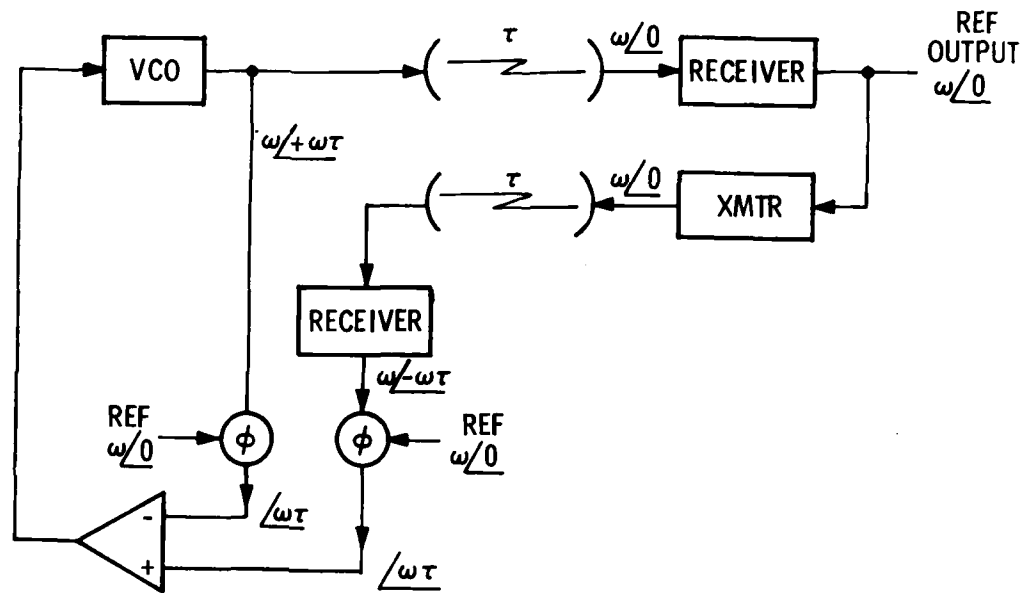 τ
ω/0
REF
OUTPUT
ω/0
VCO
RECEIVER
ω/+ωτ
τ
ω/0
XMTR
RECEIVER
ω/-ωτ
REF
ω/0
ϕ
ϕ
REF
ω/0
-
/ωτ
+
/ωτ